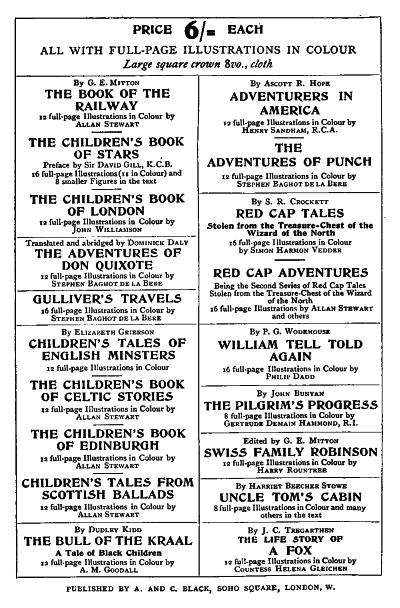 PRICE 6/= EACH
ALL WITH FULL-PAGE ILLUSTRATIONS IN COLOUR
Large square crown 8vo., cloth
By G. E. MITTON
THE BOOK OF THE
RAILWAY
12 full-page Illustrations in Colour by
ALLAN STEWART
THE CHILDREN'S BOOK
OF STARS
Preface by SIR DAVID GILL, K.C.B.
16 full-page Illustrations (11 in Colour) and
8 smaller Figures in the text
THE CHILDREN'S BOOK
OF LONDON
12 full-page Illustrations in Colour by
JOHN WILLIAMSON
Translated and abridged by DOMINICK DALY
THE ADVENTURES OF
DON QUIXOTE
12 full-page Illustrations in Colour by
STEPHEN BAGHOT DE LA BERE
GULLIVER'S TRAVELS
16 full-page Illustrations in Colour by
STEPHEN BAGHOT DE LA BERE
By ELIZABETH GRIERSON
CHILDREN'S TALES OF
ENGLISH MINSTERS
12 full-page Illustrations in Colour
THE CHILDREN'S BOOK
OF CELTIC STORIES
12 full-page Illustrations in Colour by
ALLAN STEWART
THE CHILDREN'S BOOK
OF EDINBURGH
12 full-page Illustrations in Colour by
ALLAN STEWART
CHILDREN'S TALES FROM
SCOTTISH BALLADS
12 full-page Illustrations in Colour by
ALLAN STEWART
By DUDLEY KIDD
THE BULL OF THE KRAAL
A Tale of Black Children
12 full-page Illustrations in Colour by
A. M. GOODALL
By ASCOTT R. HOPE
ADVENTURERS IN
AMERICA
12 full-page Illustrations in Colour by
HENRY SANDHAM, R.C.A.
THE
ADVENTURES OF PUNCH
12 full-page Illustrations in Colour by
STEPHEN BAGHOT DE LA BERE
By S. R. CROCKETT
RED CAP TALES
Stolen from the Treasure-Chest of the
Wizard of the North
16 full-page Illustrations in Colour
by SIMON HARMON VEDDER
RED CAP ADVENTURES
Being the Second Series of Red Cap Tales
Stolen from the Treasure-Chest of the Wizard
of the North
16 full-page Illustrations by ALLAN STEWART
and others
By P. G. WODEHOUSE
WILLIAM TELL TOLD
AGAIN
16 full-page Illustrations in Colour by
PHILIP DADD
By JOHN BUNYAN
THE PILGRIM'S PROGRESS
8 full-page Illustrations in Colour by
GERTRUDE DEMAIN HAMMOND, R.I.
Edited by G. E. MITTON
SWISS FAMILY ROBINSON
12 full-page Illustrations in Colour by
HARRY ROUNTREE
By HARRIET BEECHER STOWE
UNCLE TOM'S CABIN
8 full-page Illustrations in Colour and many
others in the text
By J. C. TREGARTHEN
THE LIFE STORY OF
A FOX
12 full-page Illustrations in Colour by
COUNTESS HELENA GLEICHEN
PUBLISHED BY A. AND C. BLACK, SOHO SQUARE, LONDON, W.